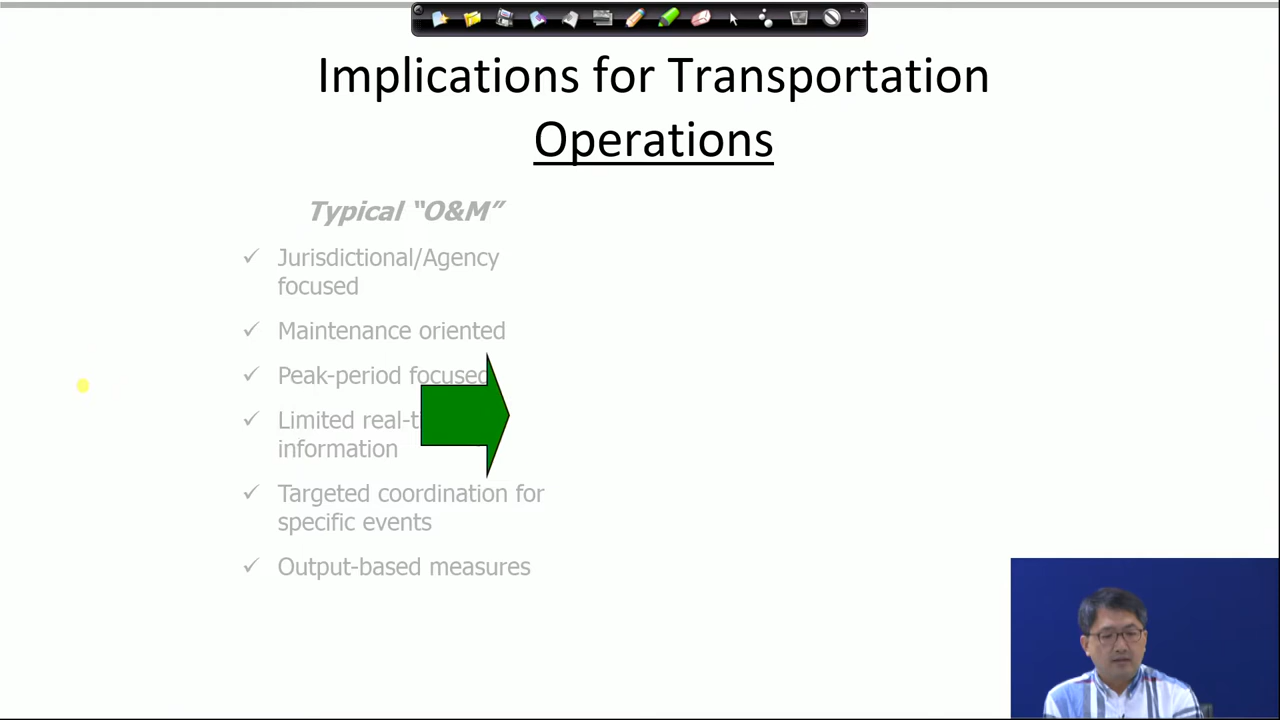 Implications for Transportation
Operations
Typical “O&M”
✓ Jurisdictional/Agency
focused
✓ Maintenance oriented
✓ Peak-period focused
✓ Limited real-t
information
✓ Targeted coordination for
specific events
✓ Output-based measures